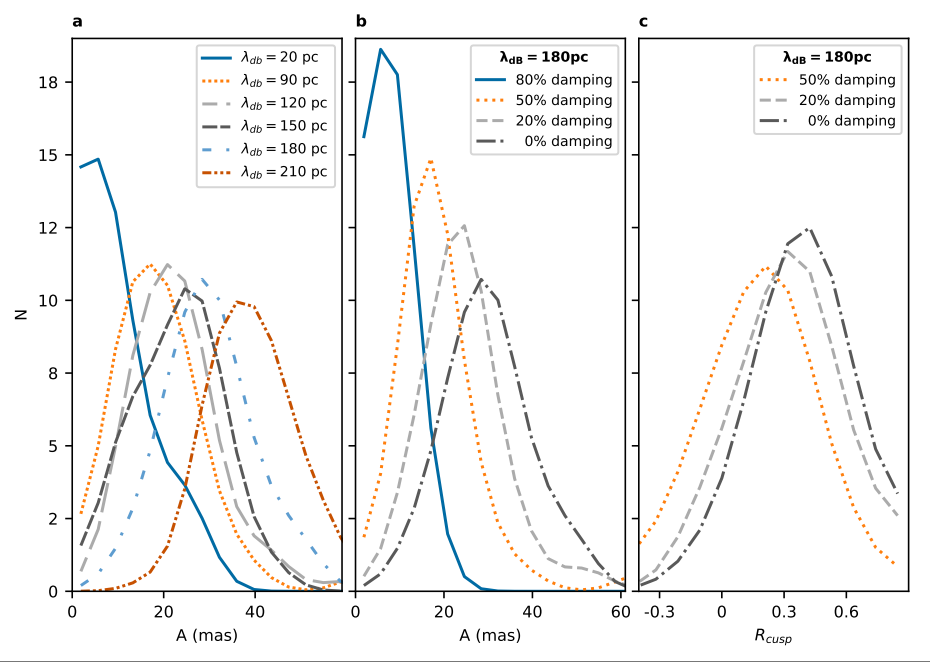 a
b
c
λdb = 20 pc
λdb = 90 pc
λdb = 120 pc
λdb = 150 pc
λdb = 180 pc
λdb = 210 pc
λdB = 180pc
80% damping
50% damping
20% damping
0% damping
λdB = 180pc
50% damping
20% damping
0% damping
N
18
15
12
10
8
5
2
0
0 20 40
A (mas)
0 20 40 60
A (mas)
-0.3 0 0.3 0.6
Rcusp